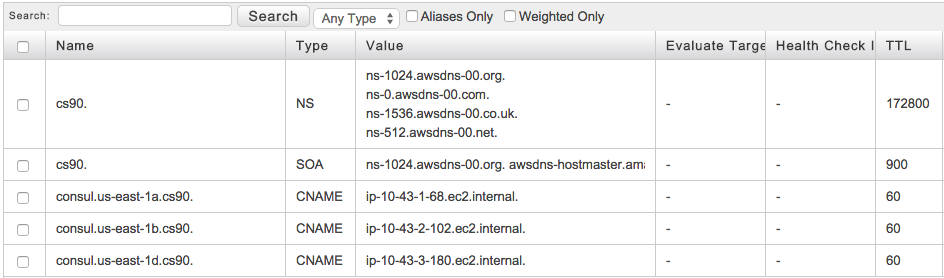 Search: Search Any Type Aliases Only Weighted Only
Name Type Value Evaluate Targe Health Check I TTL
ns-1024.awsdns-00.org.
ns-0.awsdns-00.com.
cs90. NS - - 172800
ns-1536.awsdns-00.co.uk.
ns-512.awsdns-00.net.
cs90. SOA ns-1024.awsdns-00.org. awsdns-hostmaster.ama - - 900
consul.us-east-1a.cs90. CNAME ip-10-43-1-68.ec2.internal. - - 60
consul.us-east-1b.cs90. CNAME ip-10-43-2-102.ec2.internal. - - 60
consul.us-east-1d.cs90. CNAME ip-10-43-3-180.ec2.internal. - - 60